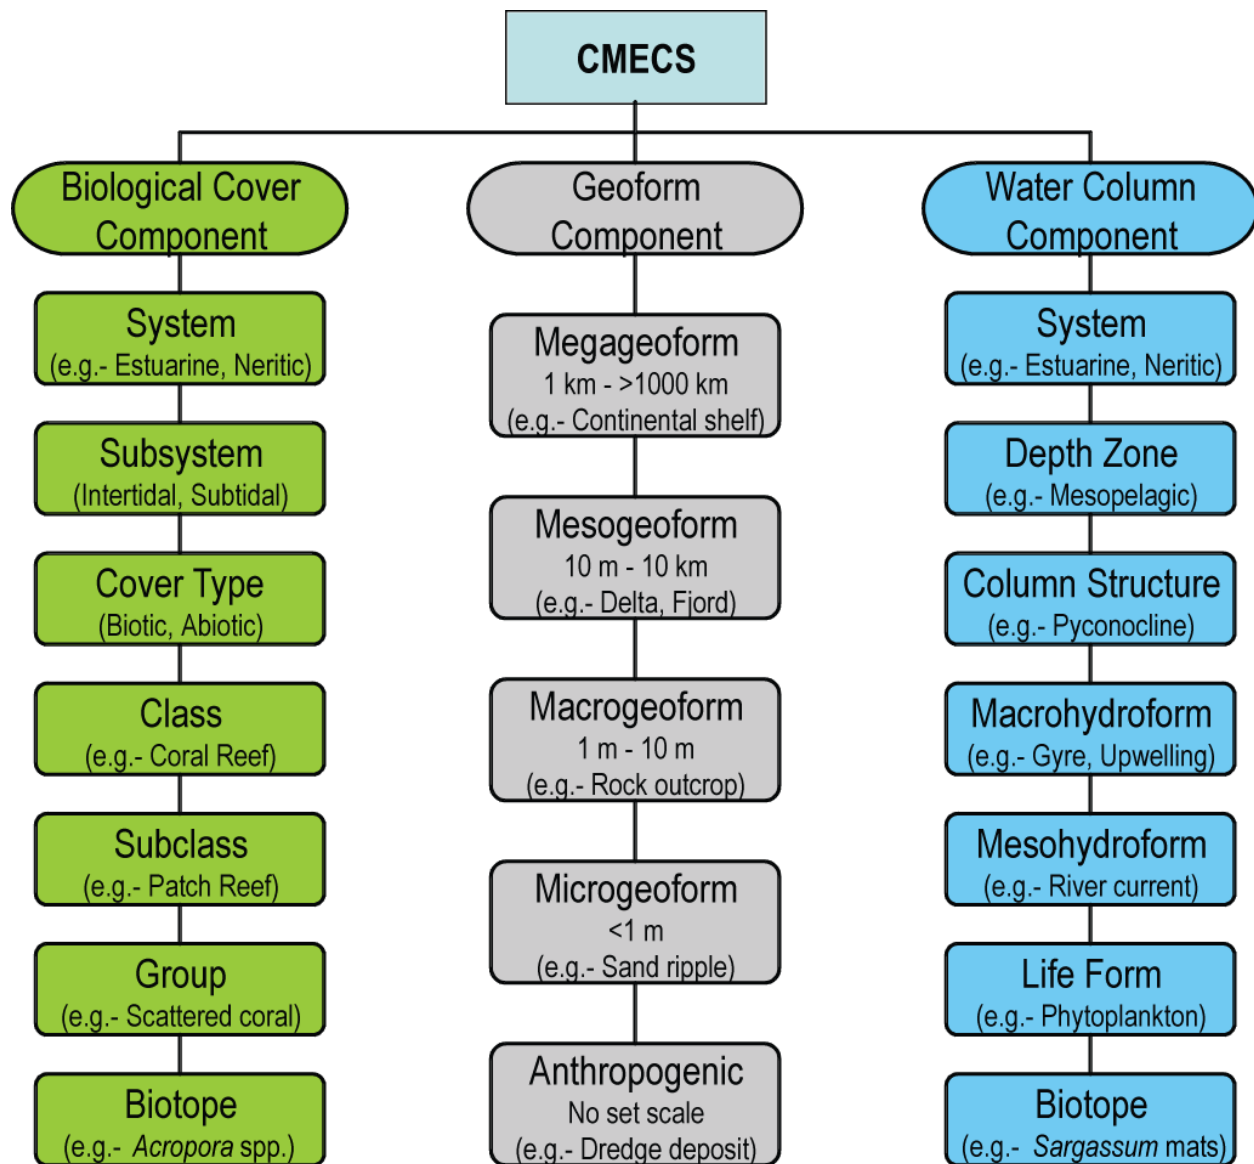 CMECS
Biological Cover
Component
System
(e.g.- Estuarine, Neritic)
Subsystem
(Intertidal, Subtidal)
Cover Type
(Biotic, Abiotic)
Class
(e.g.- Coral Reef)
Subclass
(e.g.- Patch Reef)
Group
(e.g.- Scattered coral)
Biotope
(e.g.- Acropora spp.)
Geoform
Component
Megageoform
1 km - >1000 km
(e.g.- Continental shelf)
Mesogeoform
10 m - 10 km
(e.g.- Delta, Fjord)
Macrogeoform
1 m - 10 m
(e.g.- Rock outcrop)
Microgeoform
<1 m
(e.g.- Sand ripple)
Anthropogenic
No set scale
(e.g.- Dredge deposit)
Water Column
Component
System
(e.g.- Estuarine, Neritic)
Depth Zone
(e.g.- Mesopelagic)
Column Structure
(e.g.- Pyconocline)
Macrohydroform
(e.g.- Gyre, Upwelling)
Mesohydroform
(e.g.- River current)
Life Form
(e.g.- Phytoplankton)
Biotope
(e.g.- Sargassum mats)